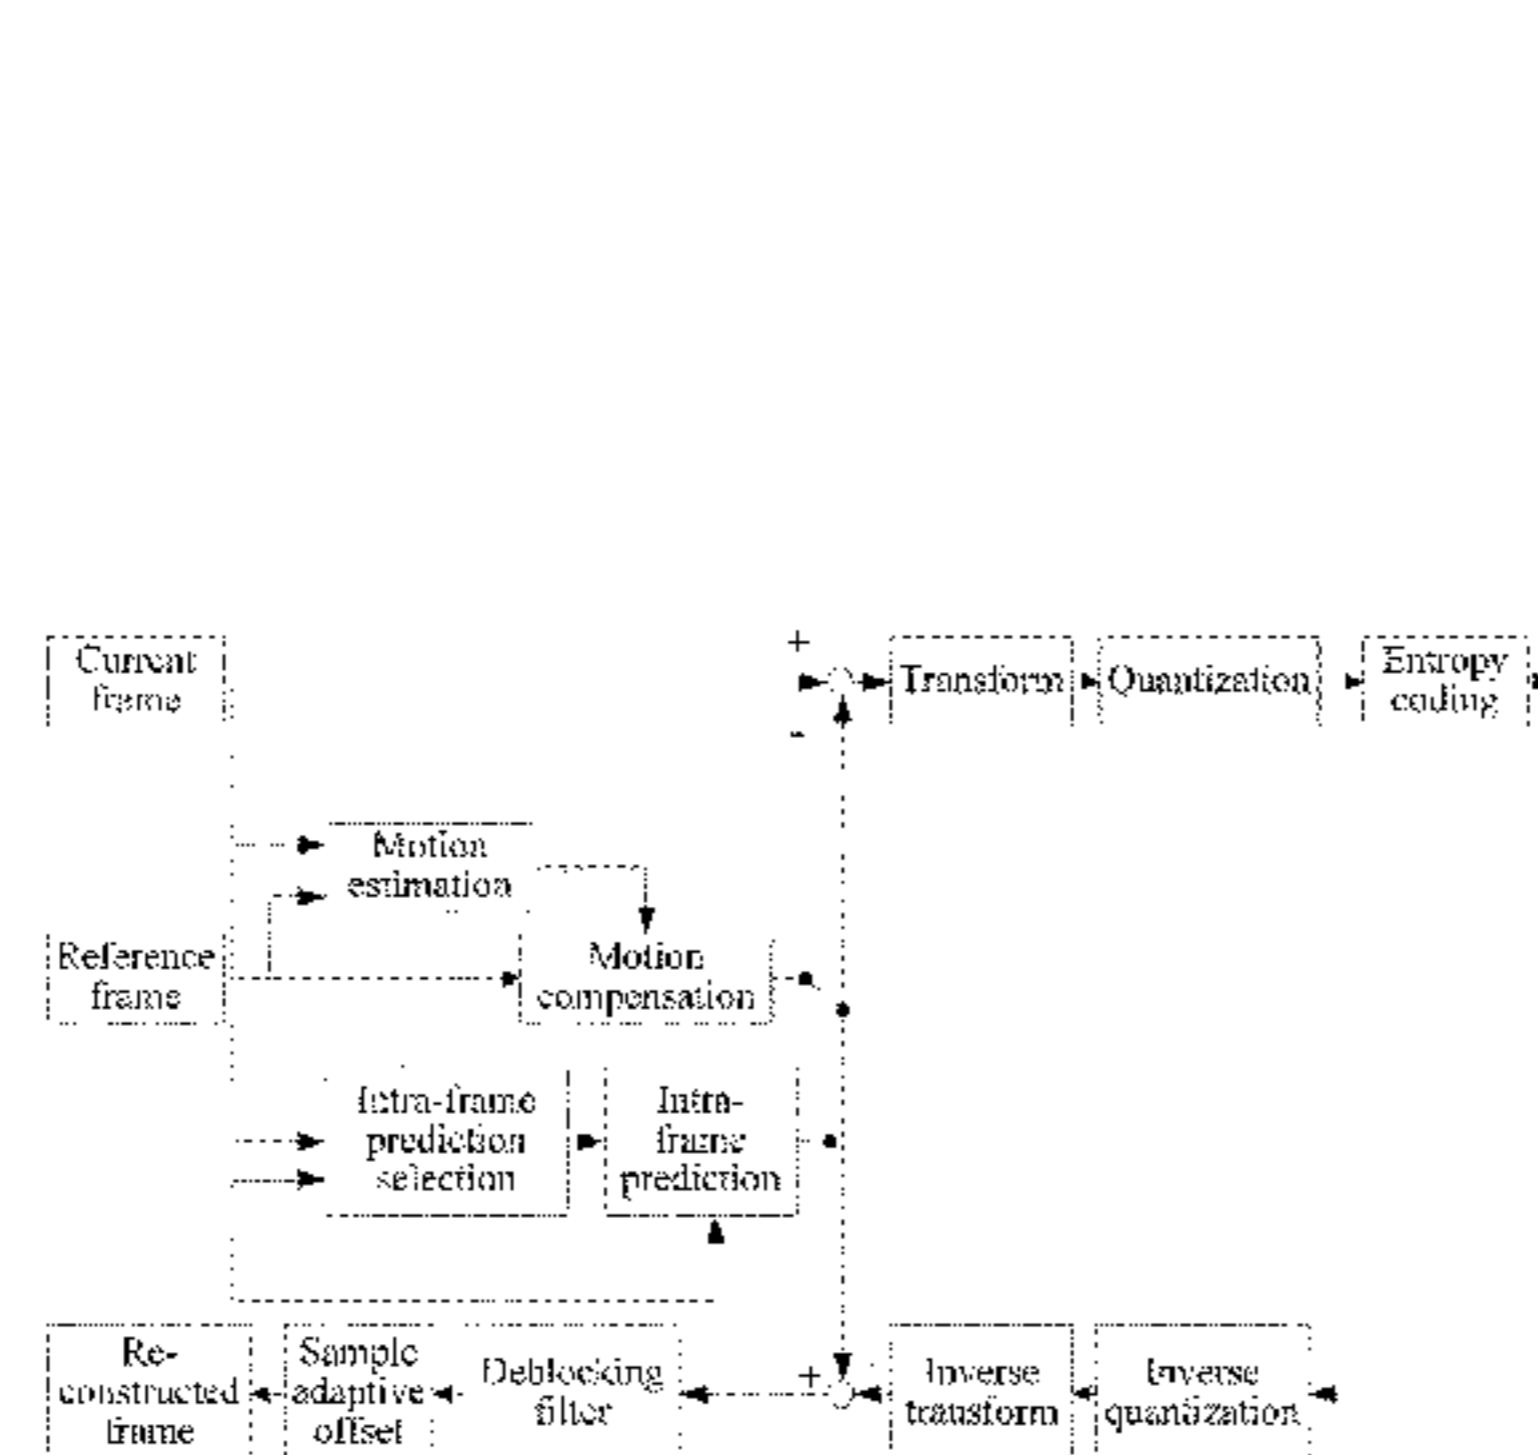 Current
frame
+
Transform
Quantization
Entropy
coding
-
Motion
estimation
Reference
frame
Motion
compensation
Intra-frame
prediction
selection
Intra-
frame
prediction
Re-
constructed
frame
Sample
adaptive
offset
Deblocking
filter
+
Inverse
transform
Inverse
quantization